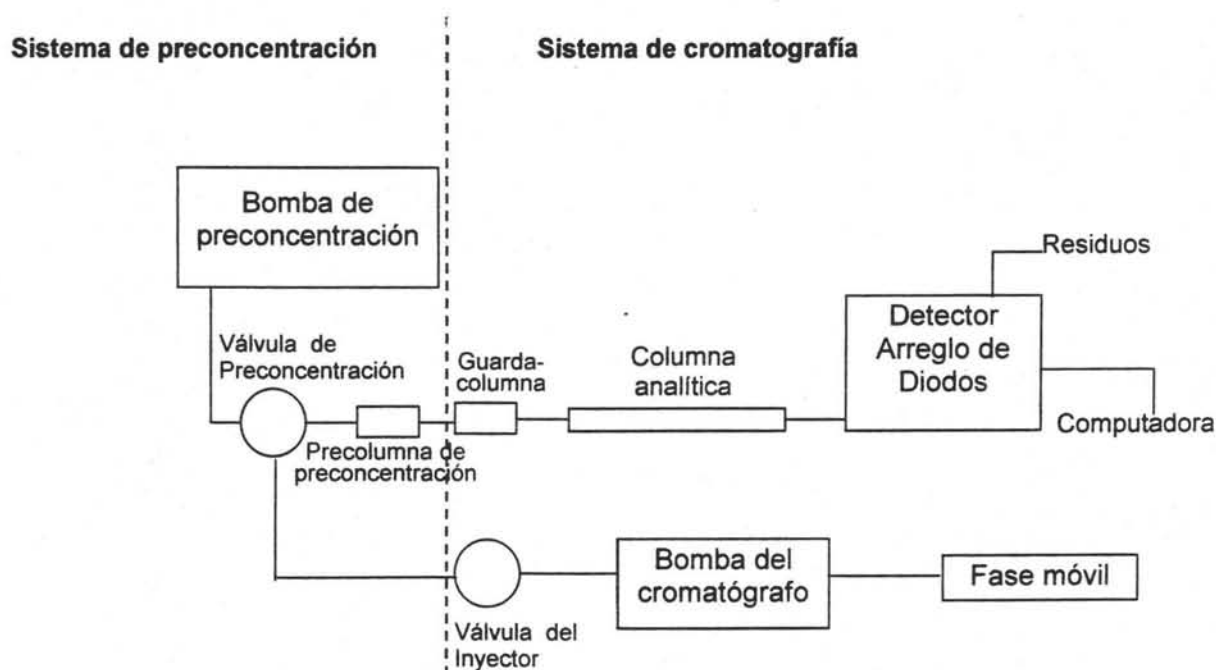 Sistema de preconcentración
Sistema de cromatografía
Bomba de
preconcentración
Residuos
Detector
Arreglo de
Diodos
Válvula de
Preconcentración
Guarda-
columna
Columna
analítica
Computadora
Precolumna de
preconcentración
Bomba del
cromatógrafo
Fase móvil
Válvula del
Inyector